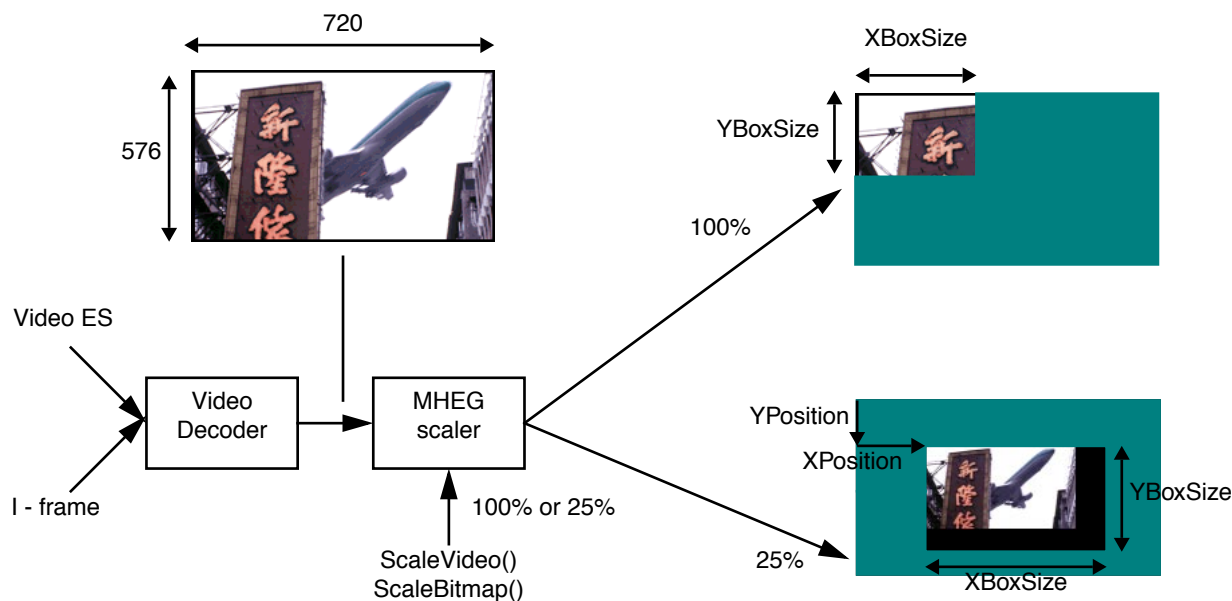 720
576
新
隆
XBoxSize
YBoxSize
新
100%
Video ES
Video
Decoder
MHEG
scaler
I - frame
100% or 25%
ScaleVideo()
ScaleBitmap()
25%
YPosition
XPosition
新
隆
YBoxSize
XBoxSize